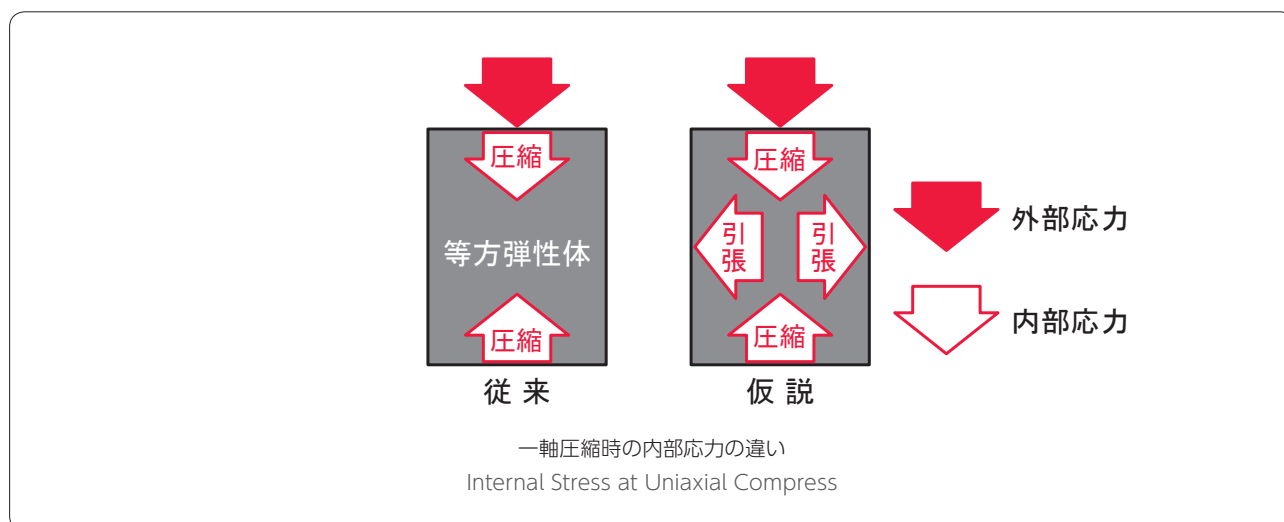 圧縮
等方弾性体
圧縮
従来
圧縮
引張
引張
圧縮
仮説
外部応力
内部応力
一軸圧縮時の内部応力の違い
Internal Stress at Uniaxial Compress